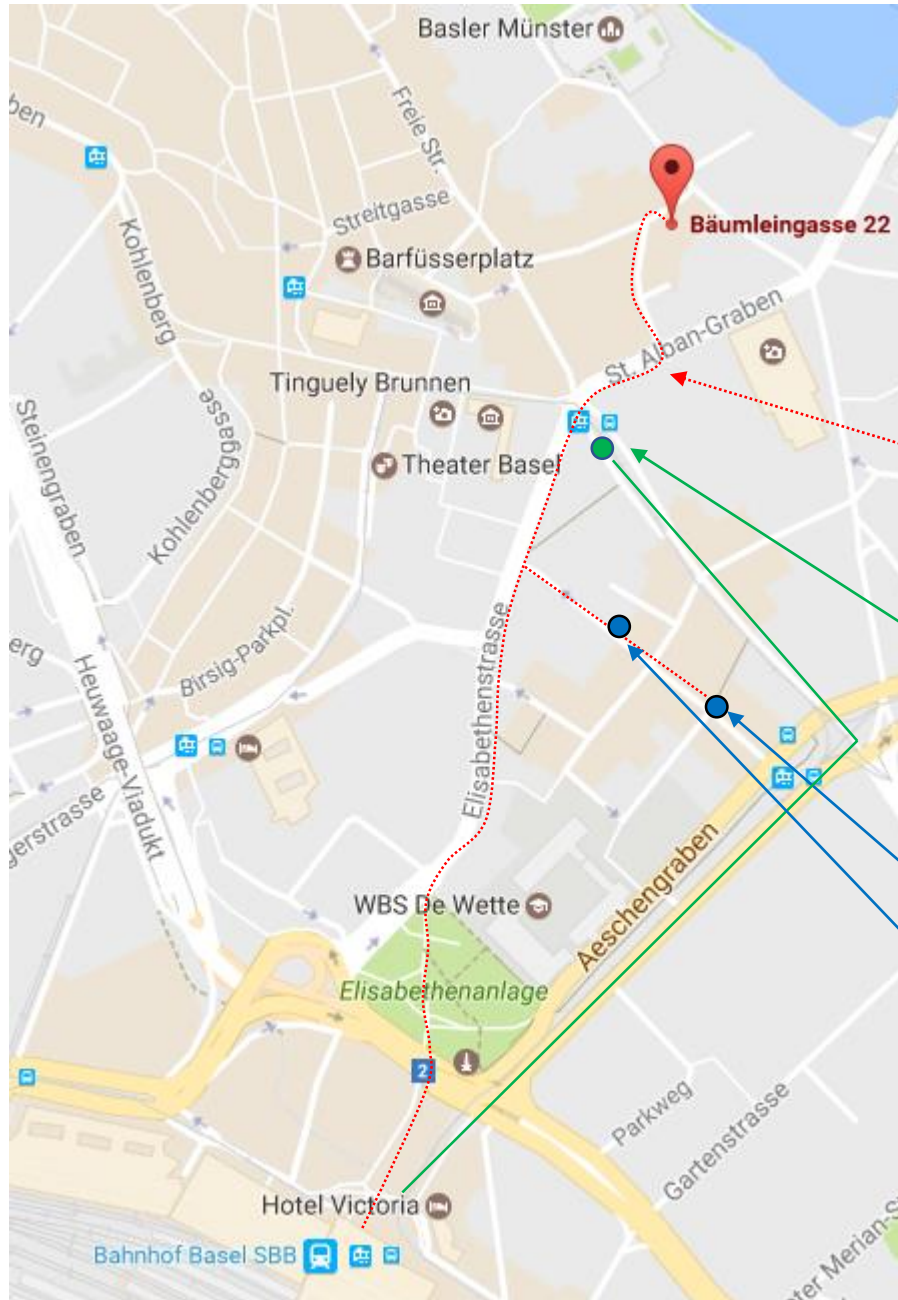 Basler Münster
ben
Freie Str.
Streitgasse
Bäumleingasse 22
Kohlenberg
Barfüsserplatz
St. Alban-Graben
Tinguely Brunnen
Kohlenberggasse
Steinengraben
Theater Basel
Elisabethenstrasse
erg
Birsig-Parkpl.
Heuwaage-Viadukt
gerstrasse
WBS De Wette
Aeschengraben
Elisabethenanlage
2
Parkweg
Gartenstrasse
Hotel Victoria
Bahnhof Basel SBB
ter Merian-S